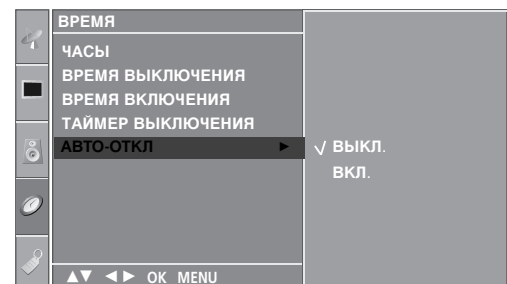 ВРЕМЯ
ЧАСЫ
ВРЕМЯ ВЫКЛЮЧЕНИЯ
ВРЕМЯ ВКЛЮЧЕНИЯ
ТАЙМЕР ВЫКЛЮЧЕНИЯ
АВТО-ОТКЛ ►
√ ВЫКЛ.
ВКЛ.
▲▼ ◄► OK MENU